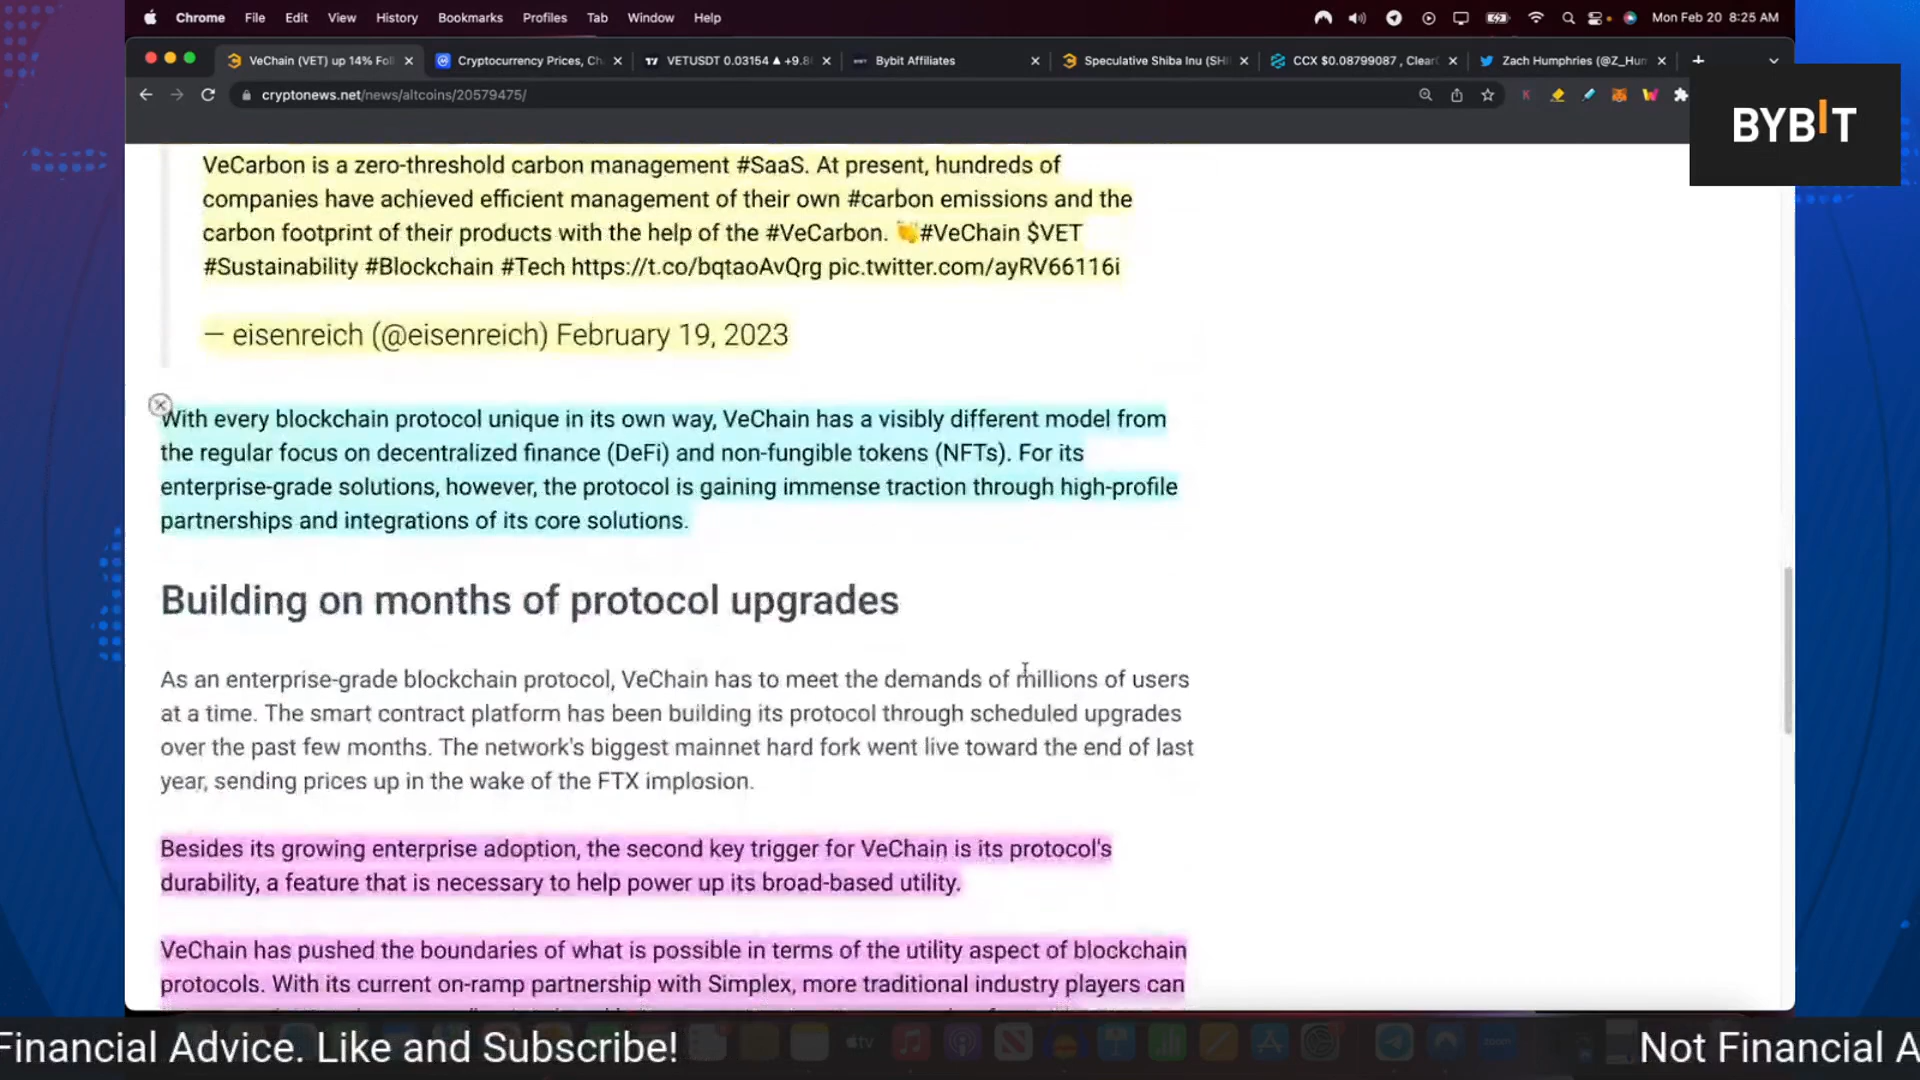 Chrome File Edit View History Bookmarks Profiles Tab Window Help
Mon Feb 20 8:25 AM
VeChain (VET) up 14% Foll
Cryptocurrency Prices, Ch
VETUSDT 0.03154 ▲ +9.8
Bybit Affiliates
Speculative Shiba Inu (SHI
CCX $0.08799087 , Clear
Zach Humphries (@Z_Hum
cryptonews.net/news/altcoins/20579475/
BYBIT
VeCarbon is a zero-threshold carbon management #SaaS. At present, hundreds of
companies have achieved efficient management of their own #carbon emissions and the
carbon footprint of their products with the help of the #VeCarbon. 👏#VeChain $VET
#Sustainability #Blockchain #Tech https://t.co/bqtaoAvQrg pic.twitter.com/ayRV66116i
— eisenreich (@eisenreich) February 19, 2023
With every blockchain protocol unique in its own way, VeChain has a visibly different model from
the regular focus on decentralized finance (DeFi) and non-fungible tokens (NFTs). For its
enterprise-grade solutions, however, the protocol is gaining immense traction through high-profile
partnerships and integrations of its core solutions.
Building on months of protocol upgrades
As an enterprise-grade blockchain protocol, VeChain has to meet the demands of millions of users
at a time. The smart contract platform has been building its protocol through scheduled upgrades
over the past few months. The network's biggest mainnet hard fork went live toward the end of last
year, sending prices up in the wake of the FTX implosion.
Besides its growing enterprise adoption, the second key trigger for VeChain is its protocol's
durability, a feature that is necessary to help power up its broad-based utility.
VeChain has pushed the boundaries of what is possible in terms of the utility aspect of blockchain
protocols. With its current on-ramp partnership with Simplex, more traditional industry players can
Financial Advice. Like and Subscribe!
Not Financial A